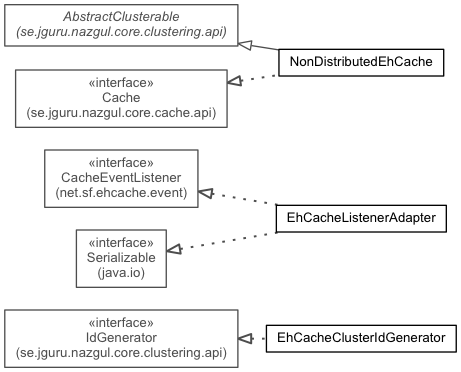 AbstractClusterable
(se.jguru.nazgul.core.clustering.api)
NonDistributedEhCache
«interface»
Cache
(se.jguru.nazgul.core.cache.api)
«interface»
CacheEventListener
(net.sf.ehcache.event)
EhCacheListenerAdapter
«interface»
Serializable
(java.io)
«interface»
IdGenerator
(se.jguru.nazgul.core.clustering.api)
EhCacheClusterIdGenerator